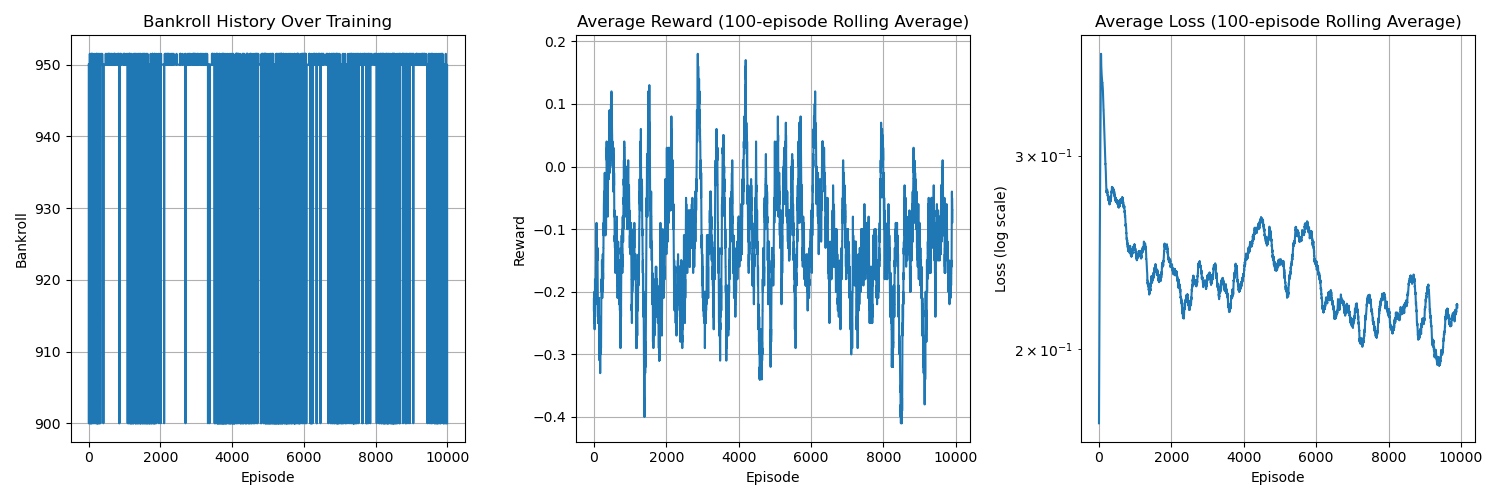 Bankroll History Over Training
Average Reward (100-episode Rolling Average)
Average Loss (100-episode Rolling Average)
Bankroll
950
940
930
920
910
900
0 2000 4000 6000 8000 10000
Episode
Reward
0.2
0.1
0.0
−0.1
−0.2
−0.3
−0.4
0 2000 4000 6000 8000 10000
Episode
Loss (log scale)
3 × 10⁻¹
2 × 10⁻¹
0 2000 4000 6000 8000 10000
Episode